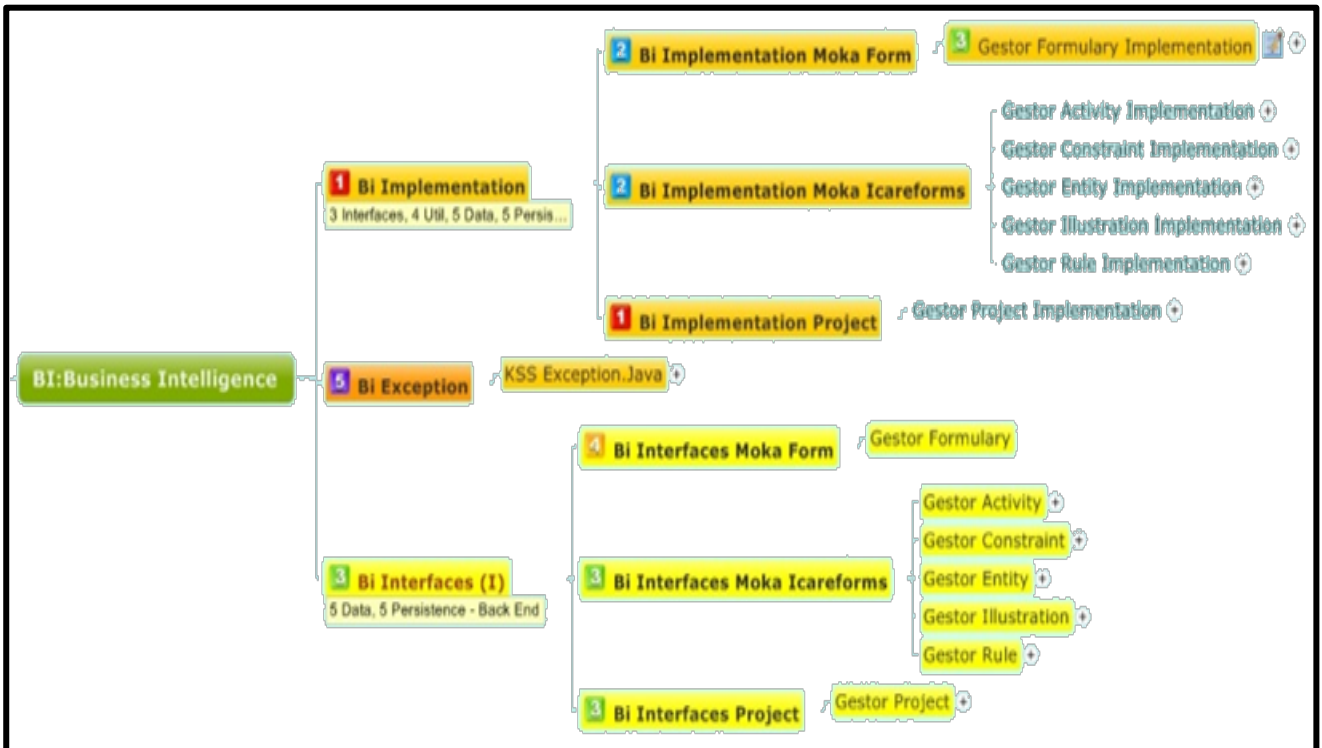 BI:Business Intelligence
1 Bi Implementation
3 Interfaces, 4 Util, 5 Data, 5 Persis...
2 Bi Implementation Moka Form
3 Gestor Formulary Implementation
2 Bi Implementation Moka Icareforms
Gestor Activity Implementation
Gestor Constraint Implementation
Gestor Entity Implementation
Gestor Illustration Implementation
Gestor Rule Implementation
1 Bi Implementation Project
Gestor Project Implementation
5 Bi Exception
KSS Exception.Java
3 Bi Interfaces (I)
5 Data, 5 Persistence - Back End
4 Bi Interfaces Moka Form
Gestor Formulary
3 Bi Interfaces Moka Icareforms
Gestor Activity
Gestor Constraint
Gestor Entity
Gestor Illustration
Gestor Rule
3 Bi Interfaces Project
Gestor Project